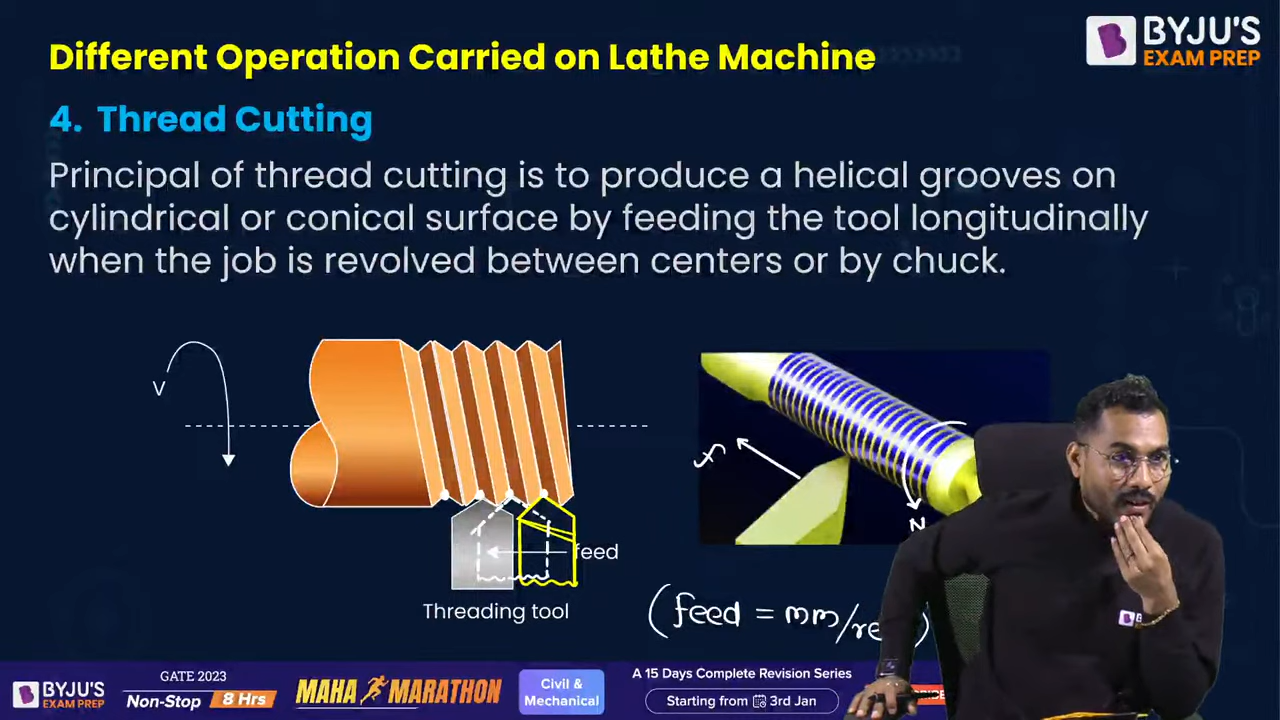 Different Operation Carried on Lathe Machine
BYJU'S
EXAM PREP
4. Thread Cutting
Principal of thread cutting is to produce a helical grooves on
cylindrical or conical surface by feeding the tool longitudinally
when the job is revolved between centers or by chuck.
V
f
N
feed
Threading tool
(feed = mm/re
)
BYJU'S
EXAM PREP
GATE 2023
Non-Stop 8 Hrs
MAHA MARATHON
Civil &
Mechanical
A 15 Days Complete Revision Series
Starting from 3rd Jan